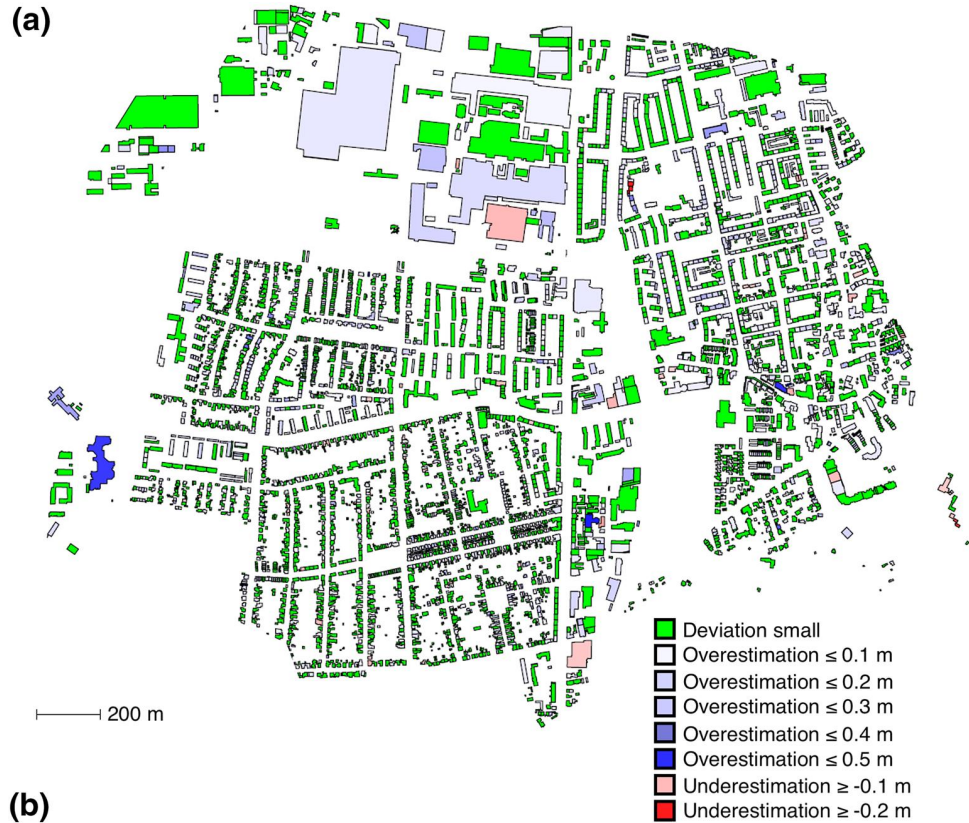 (a)
Deviation small
Overestimation ≤ 0.1 m
Overestimation ≤ 0.2 m
Overestimation ≤ 0.3 m
Overestimation ≤ 0.4 m
Overestimation ≤ 0.5 m
Underestimation ≥ -0.1 m
Underestimation ≥ -0.2 m
200 m
(b)